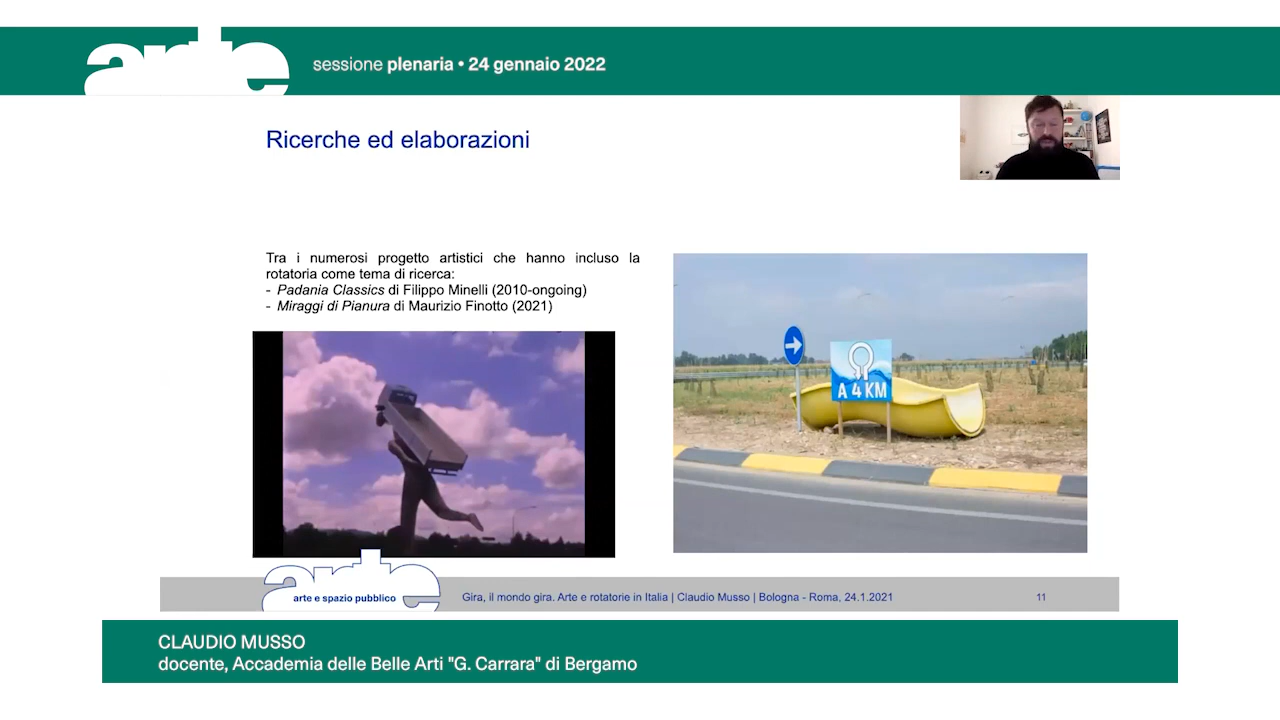 arte
sessione plenaria • 24 gennaio 2022
Ricerche ed elaborazioni
Tra i numerosi progetto artistici che hanno incluso la
rotatoria come tema di ricerca:
- Padania Classics di Filippo Minelli (2010-ongoing)
- Miraggi di Pianura di Maurizio Finotto (2021)
A 4 KM
arte
arte e spazio pubblico
Gira, il mondo gira. Arte e rotatorie in Italia | Claudio Musso | Bologna - Roma, 24.1.2021
11
CLAUDIO MUSSO
docente, Accademia delle Belle Arti "G. Carrara" di Bergamo